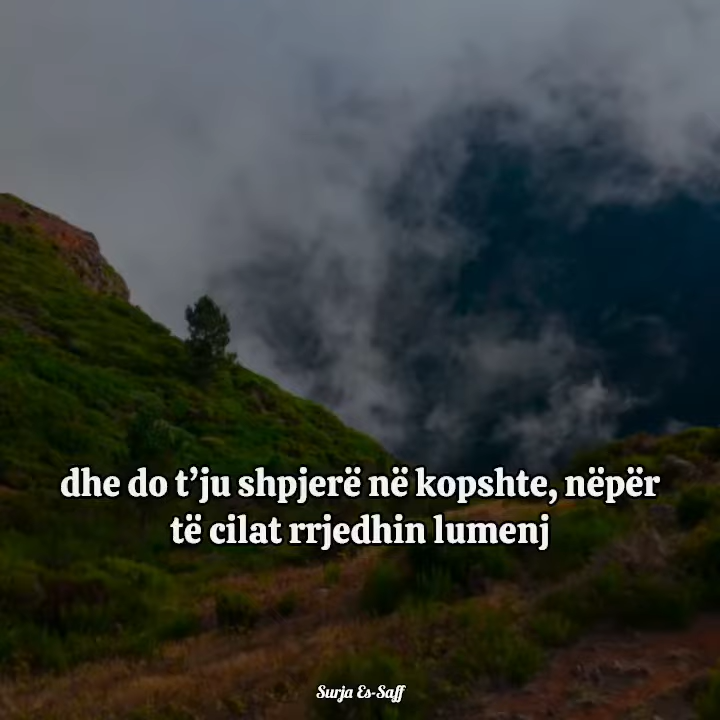 dhe do t’ju shpjerë në kopshte, nëpër
të cilat rrjedhin lumenj
Surja Es-Saff